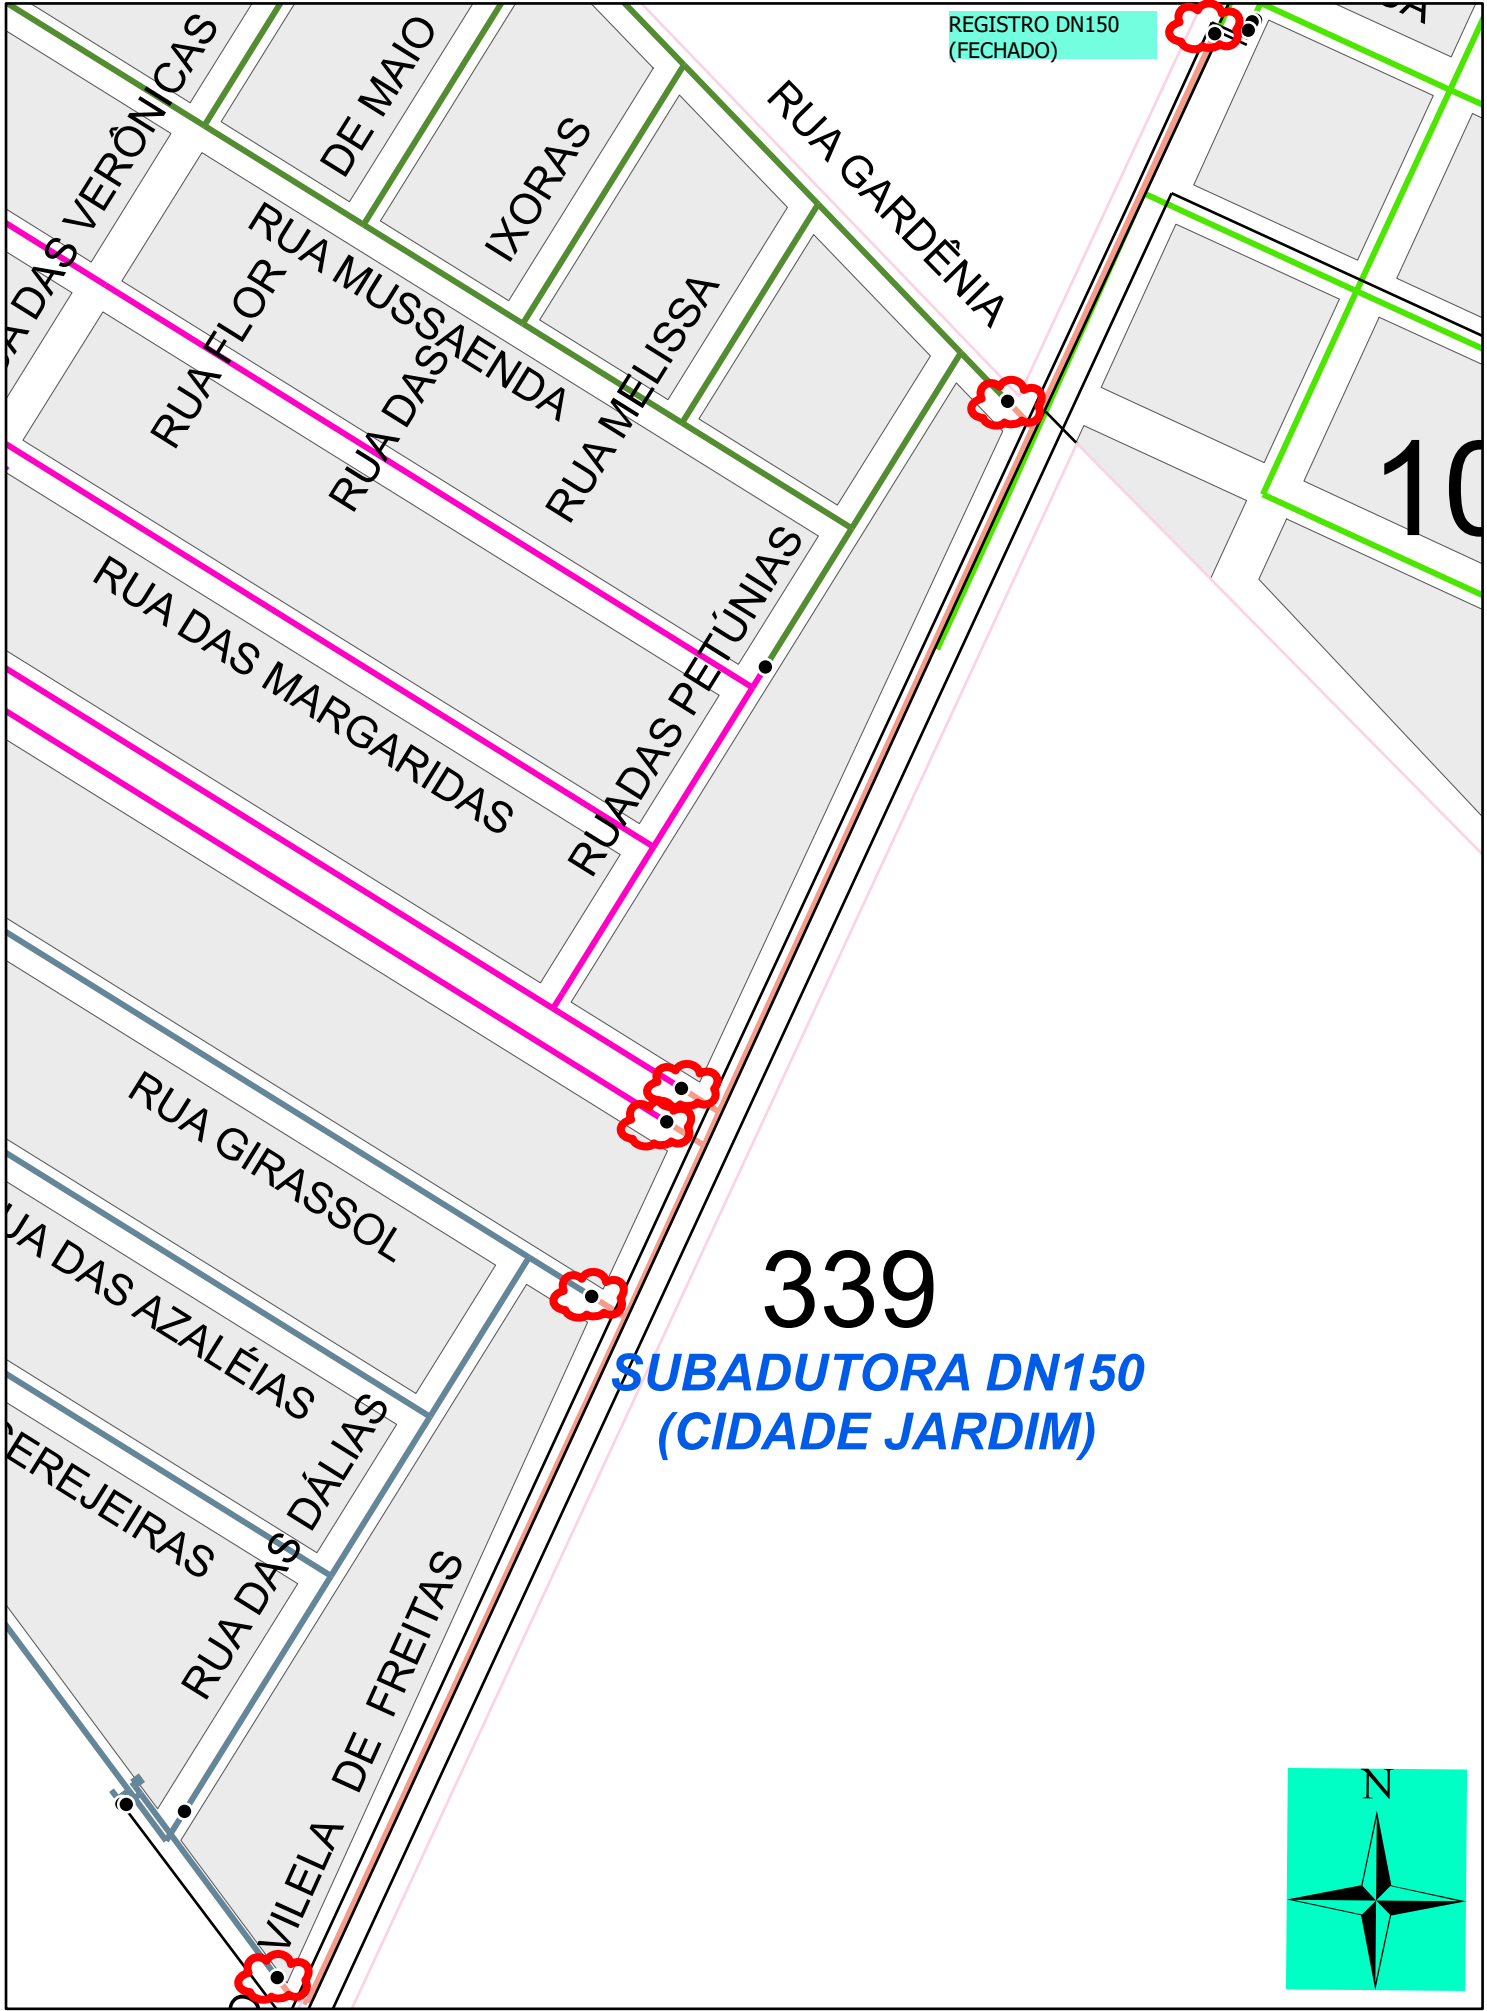 REGISTRO DN150
(FECHADO)
DAS VERÔNICAS
DE MAIO
IXORAS
RUA GARDÊNIA
RUA MUSSAENDA
RUA FLOR
RUA DAS
RUA MELISSA
10
RUA DAS MARGARIDAS
RUADAS PETÚNIAS
RUA GIRASSOL
339
SUBADUTORA DN150
(CIDADE JARDIM)
UA DAS AZALÉIAS
EREJEIRAS
RUA DAS DÁLIAS
VILELA DE FREITAS
N